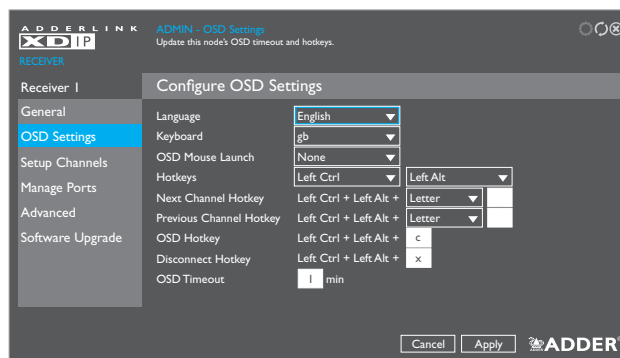 ADDERLINK
XDIP
RECEIVER
ADMIN - OSD Settings
Update this node's OSD timeout and hotkeys.
Receiver 1
Configure OSD Settings
General
OSD Settings
Setup Channels
Manage Ports
Advanced
Software Upgrade
Language English
Keyboard gb
OSD Mouse Launch None
Hotkeys Left Ctrl Left Alt
Next Channel Hotkey Left Ctrl + Left Alt + Letter
Previous Channel Hotkey Left Ctrl + Left Alt + Letter
OSD Hotkey Left Ctrl + Left Alt + c
Disconnect Hotkey Left Ctrl + Left Alt + x
OSD Timeout 1 min
Cancel Apply ADDER®